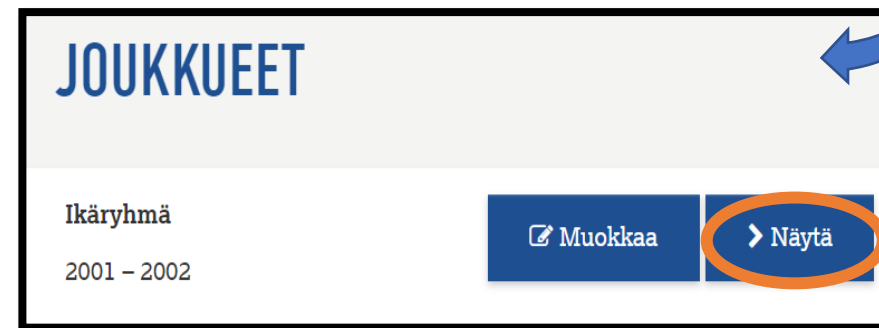 JOUKKUEET
Ikäryhmä
2001 – 2002
Muokkaa
Näytä